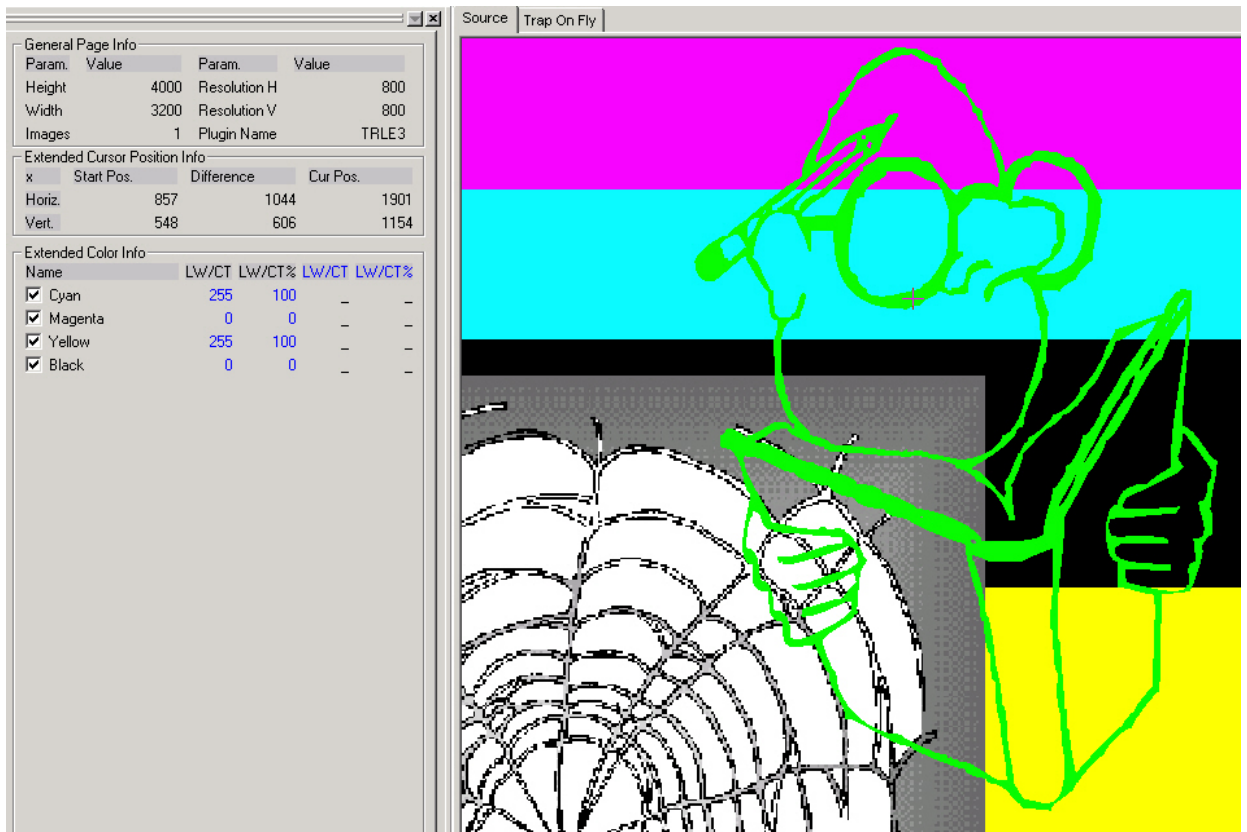 Source Trap On Fly
General Page Info
Param. Value Param. Value
Height 4000 Resolution H 800
Width 3200 Resolution V 800
Images 1 Plugin Name TRLE3
Extended Cursor Position Info
x Start Pos. Difference Cur Pos.
Horiz. 857 1044 1901
Vert. 548 606 1154
Extended Color Info
Name LW/CT LW/CT% LW/CT LW/CT%
Cyan 255 100 _ _
Magenta 0 0 _ _
Yellow 255 100 _ _
Black 0 0 _ _